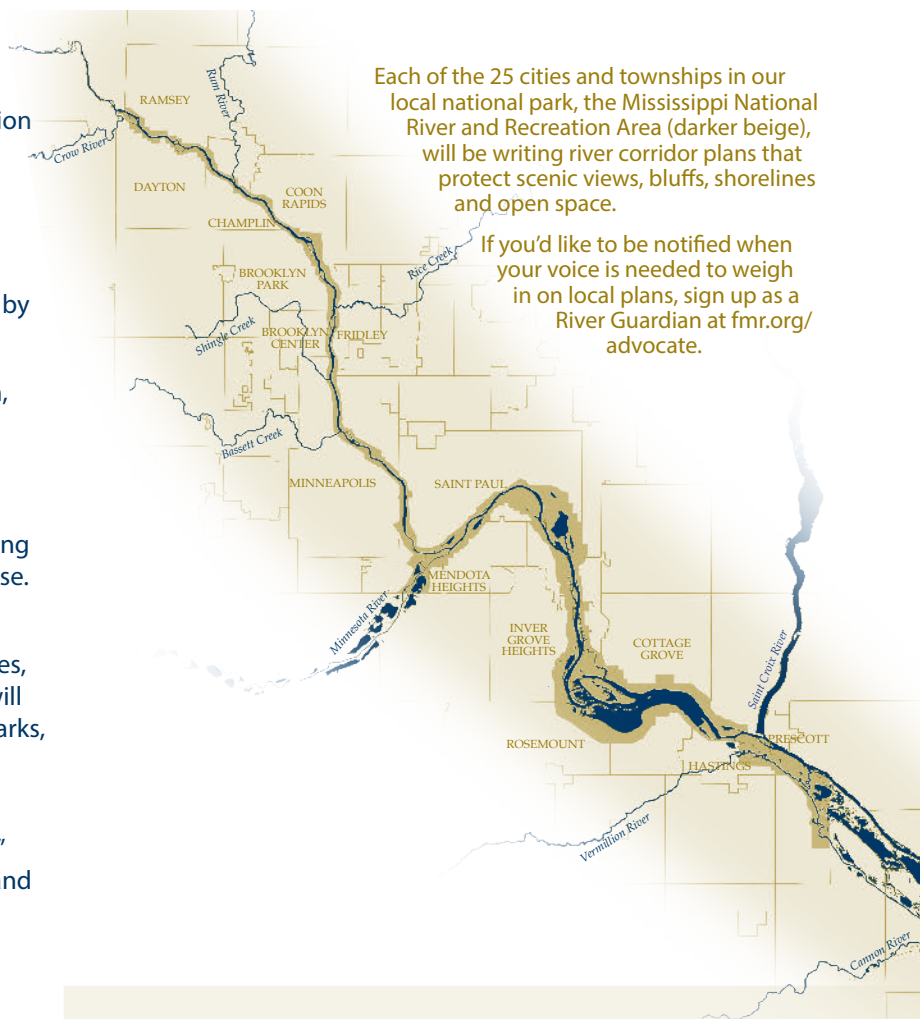 Each of the 25 cities and townships in our
local national park, the Mississippi National
River and Recreation Area (darker beige),
will be writing river corridor plans that
protect scenic views, bluffs, shorelines
and open space.
If you'd like to be notified when
your voice is needed to weigh
in on local plans, sign up as a
River Guardian at fmr.org/
advocate.
by
and
RAMSEY
Rum River
Crow River
DAYTON
COON
RAPIDS
CHAMPLIN
Rice Creek
BROOKLYN
PARK
Shingle Creek
BROOKLYN
CENTER
FRIDLEY
Bassett Creek
MINNEAPOLIS
SAINT PAUL
MENDOTA
HEIGHTS
Minnesota River
INVER
GROVE
HEIGHTS
COTTAGE
GROVE
Saint Croix River
ROSEMOUNT
PRESCOTT
HASTINGS
Vermillion River
Cannon River